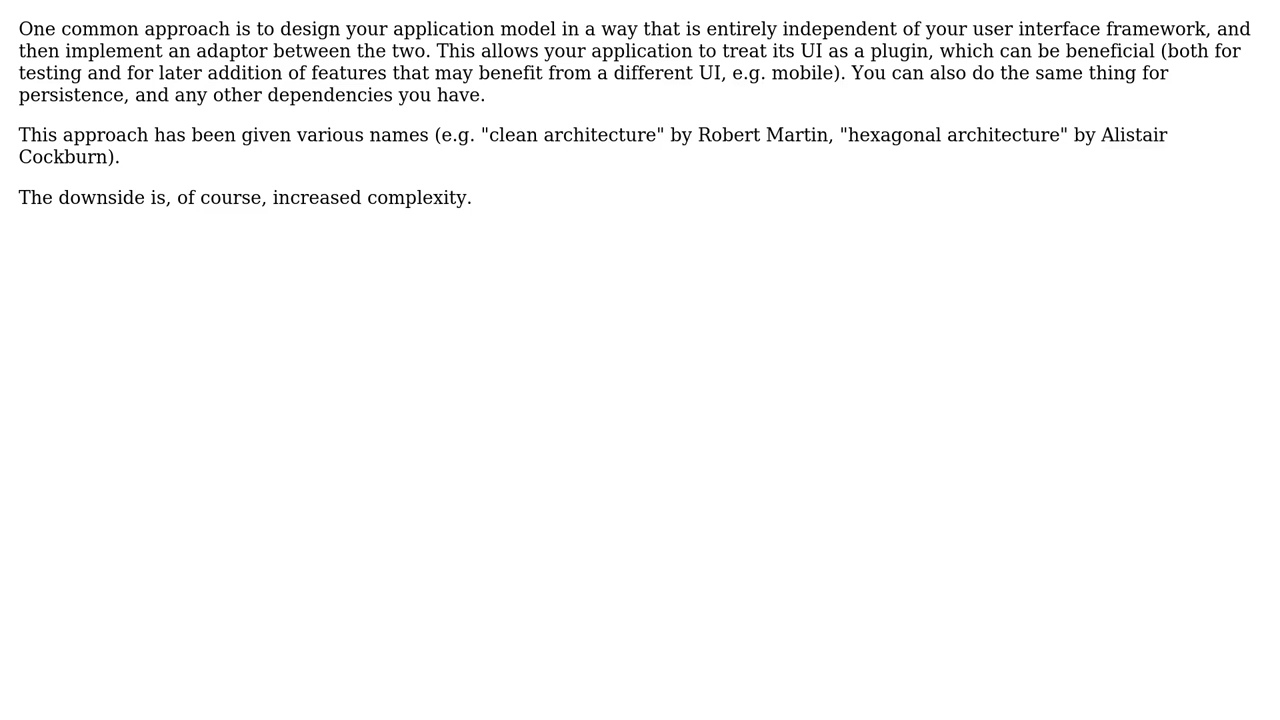 One common approach is to design your application model in a way that is entirely independent of your user interface framework, and
then implement an adaptor between the two. This allows your application to treat its UI as a plugin, which can be beneficial (both for
testing and for later addition of features that may benefit from a different UI, e.g. mobile). You can also do the same thing for
persistence, and any other dependencies you have.
This approach has been given various names (e.g. "clean architecture" by Robert Martin, "hexagonal architecture" by Alistair
Cockburn).
The downside is, of course, increased complexity.